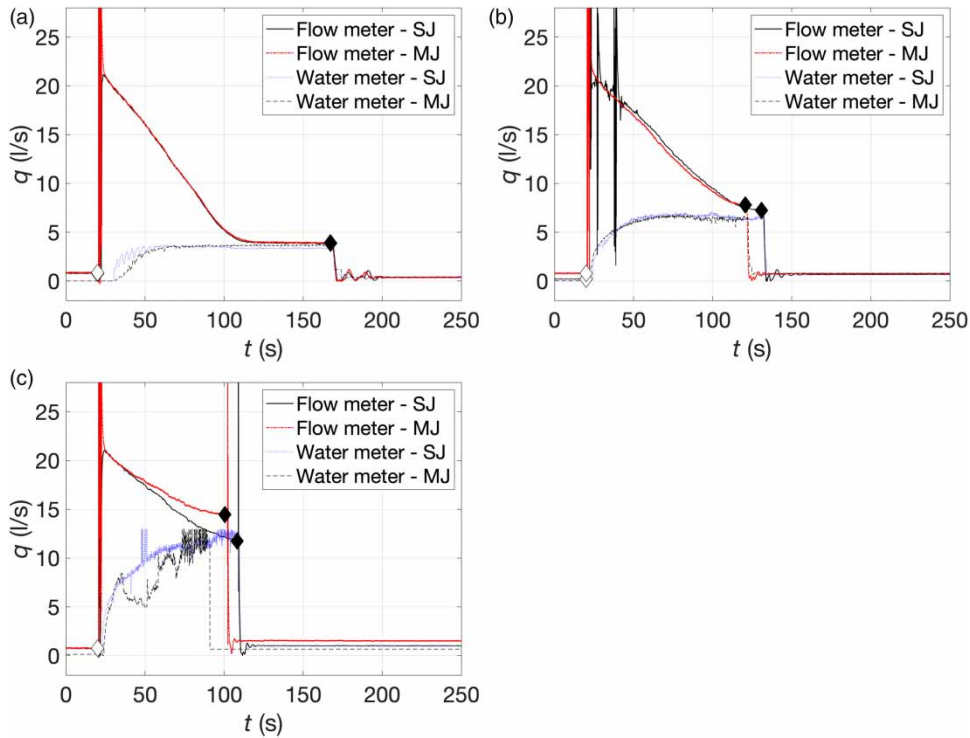 (a)
Flow meter - SJ
Flow meter - MJ
Water meter - SJ
Water meter - MJ
25
20
15
10
5
0
q (l/s)
0 50 100 150 200 250
t (s)
(b)
Flow meter - SJ
Flow meter - MJ
Water meter - SJ
Water meter - MJ
25
20
15
10
5
0
q (l/s)
0 50 100 150 200 250
t (s)
(c)
Flow meter - SJ
Flow meter - MJ
Water meter - SJ
Water meter - MJ
25
20
15
10
5
0
q (l/s)
0 50 100 150 200 250
t (s)